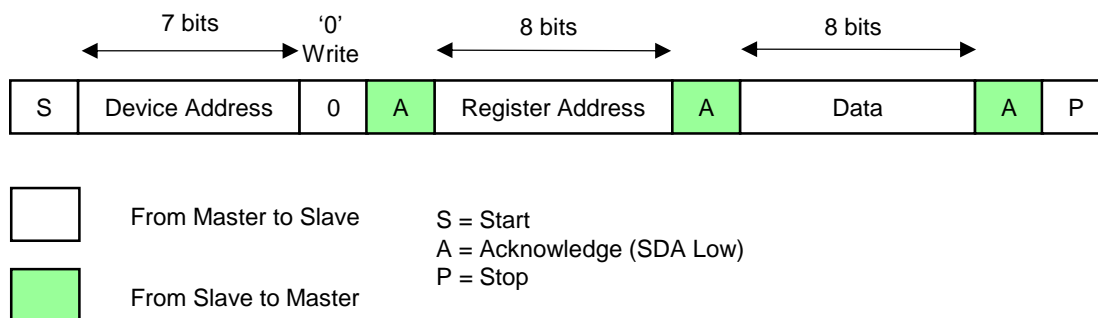 7 bits ‘0’ 8 bits 8 bits
Write
S Device Address 0 A Register Address A Data A P
From Master to Slave
S = Start
A = Acknowledge (SDA Low)
P = Stop
From Slave to Master